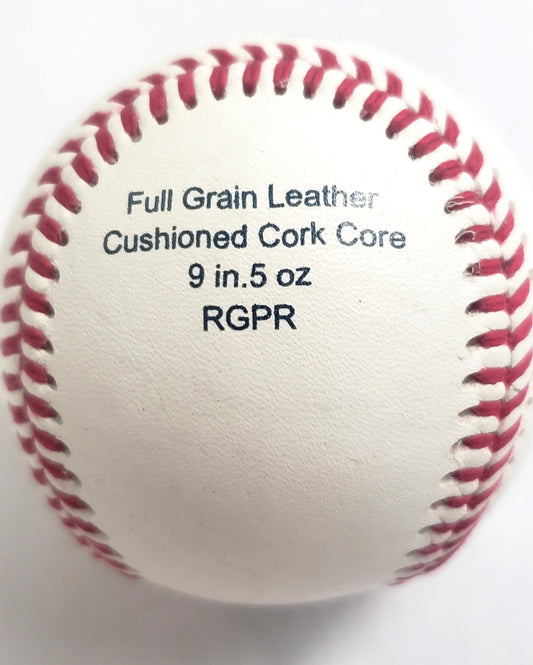 Full Grain Leather
Cushioned Cork Core
9 in.5 oz
RGPR